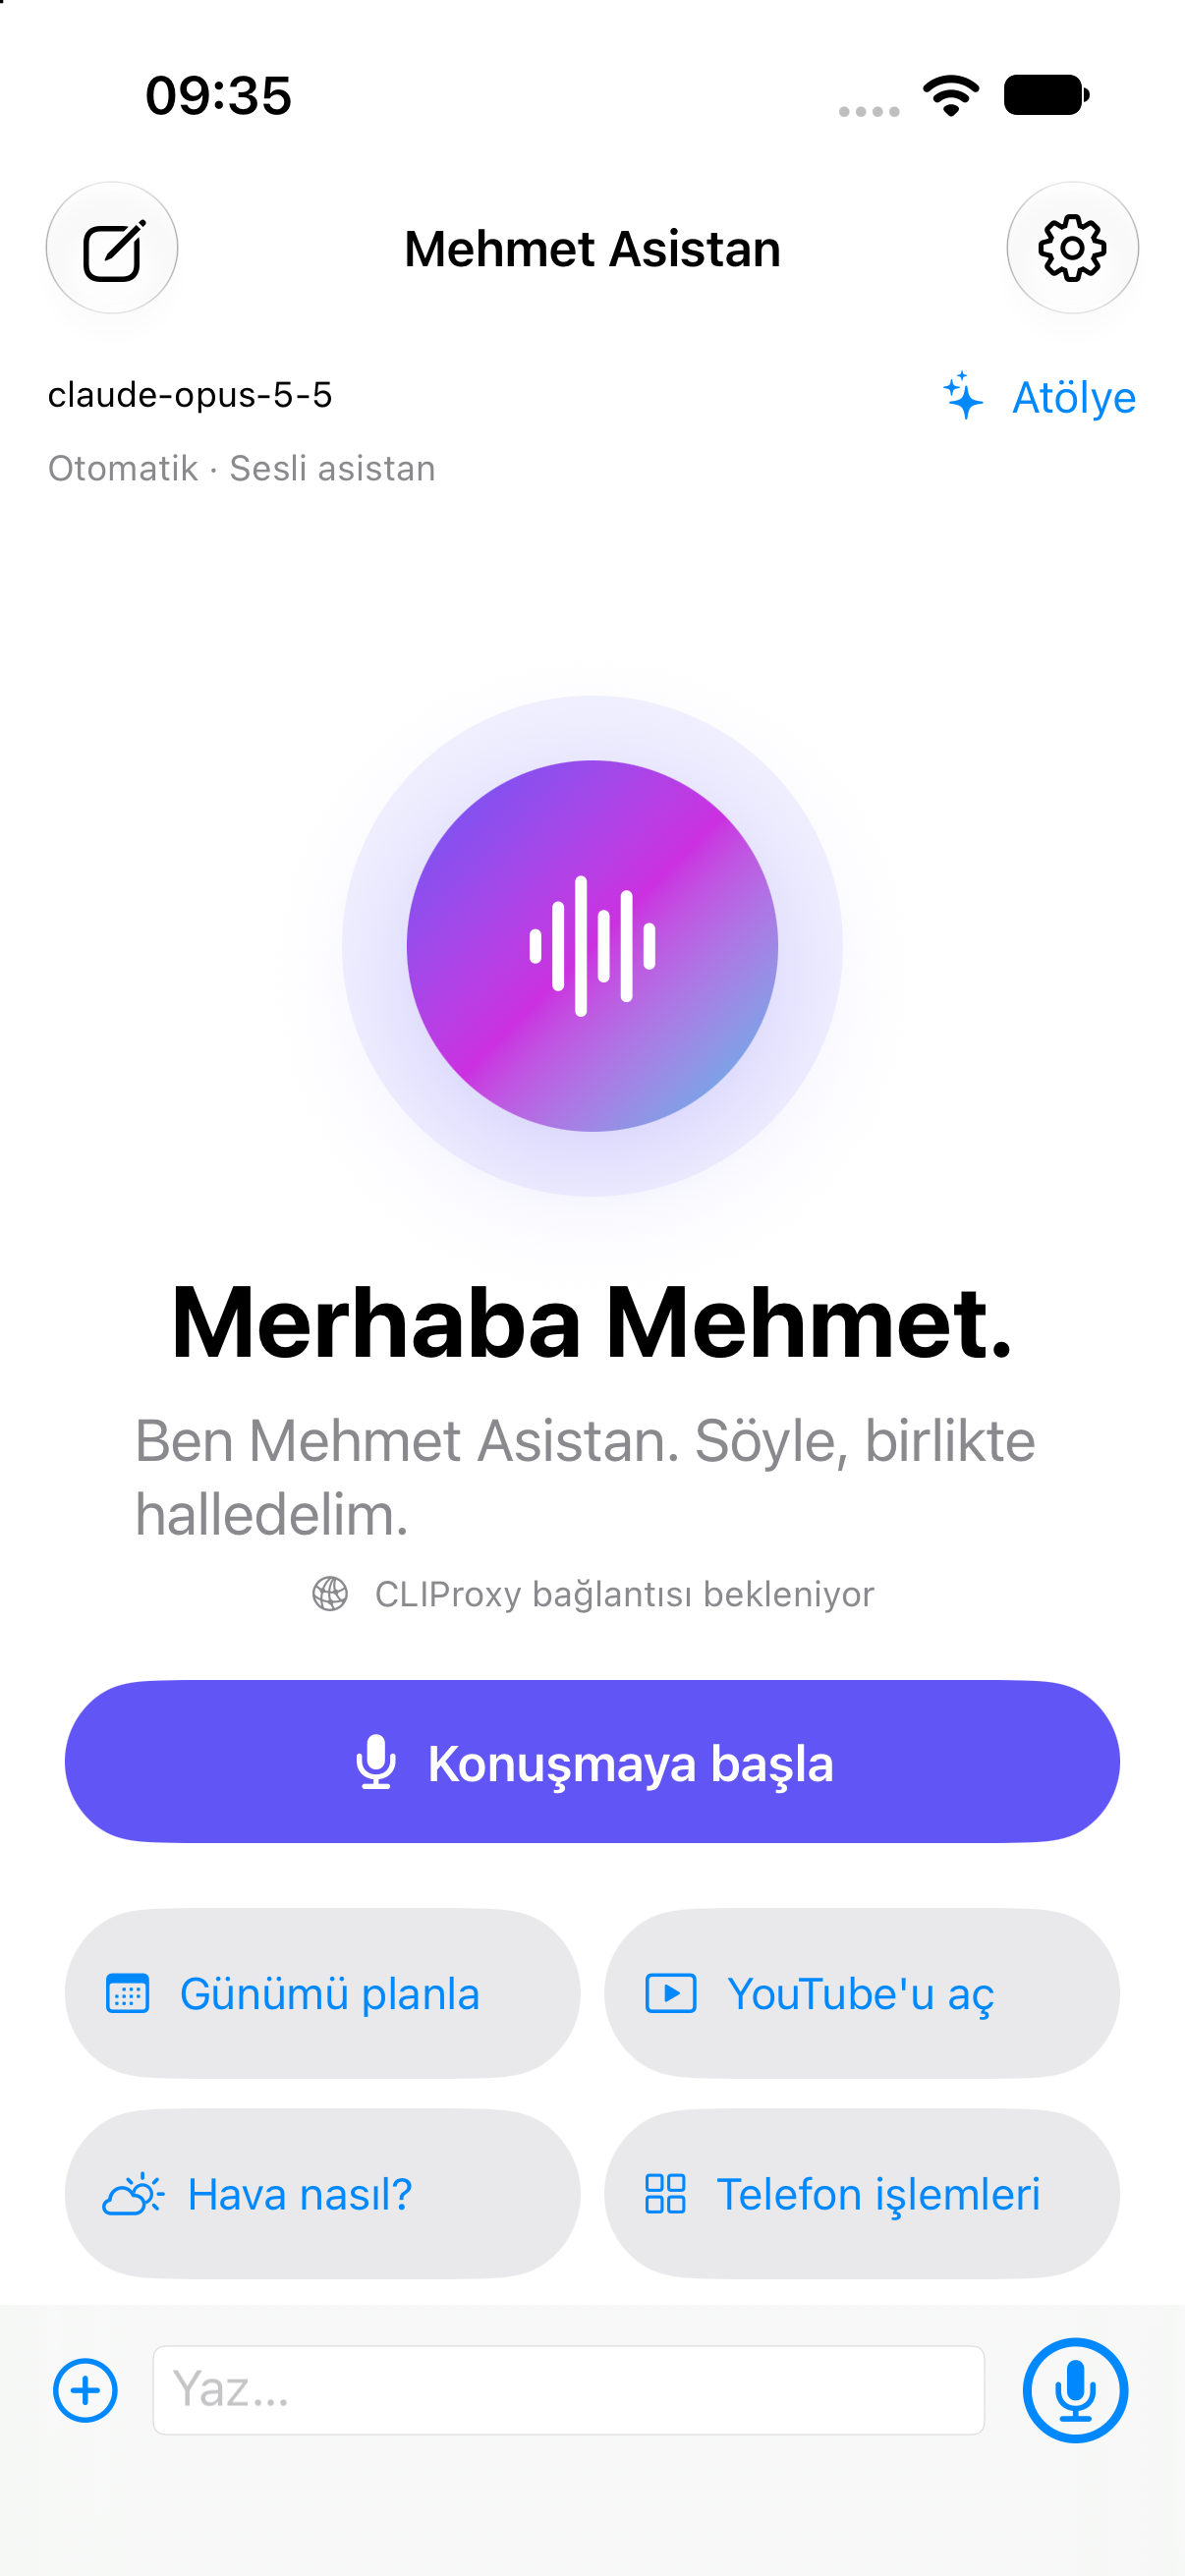 09:35
Mehmet Asistan
claude-opus-5-5
Atölye
Otomatik · Sesli asistan
Merhaba Mehmet.
Ben Mehmet Asistan. Söyle, birlikte
halledelim.
CLIProxy bağlantısı bekleniyor
Konuşmaya başla
Günümü planla
YouTube'u aç
Hava nasıl?
Telefon işlemleri
Yaz...